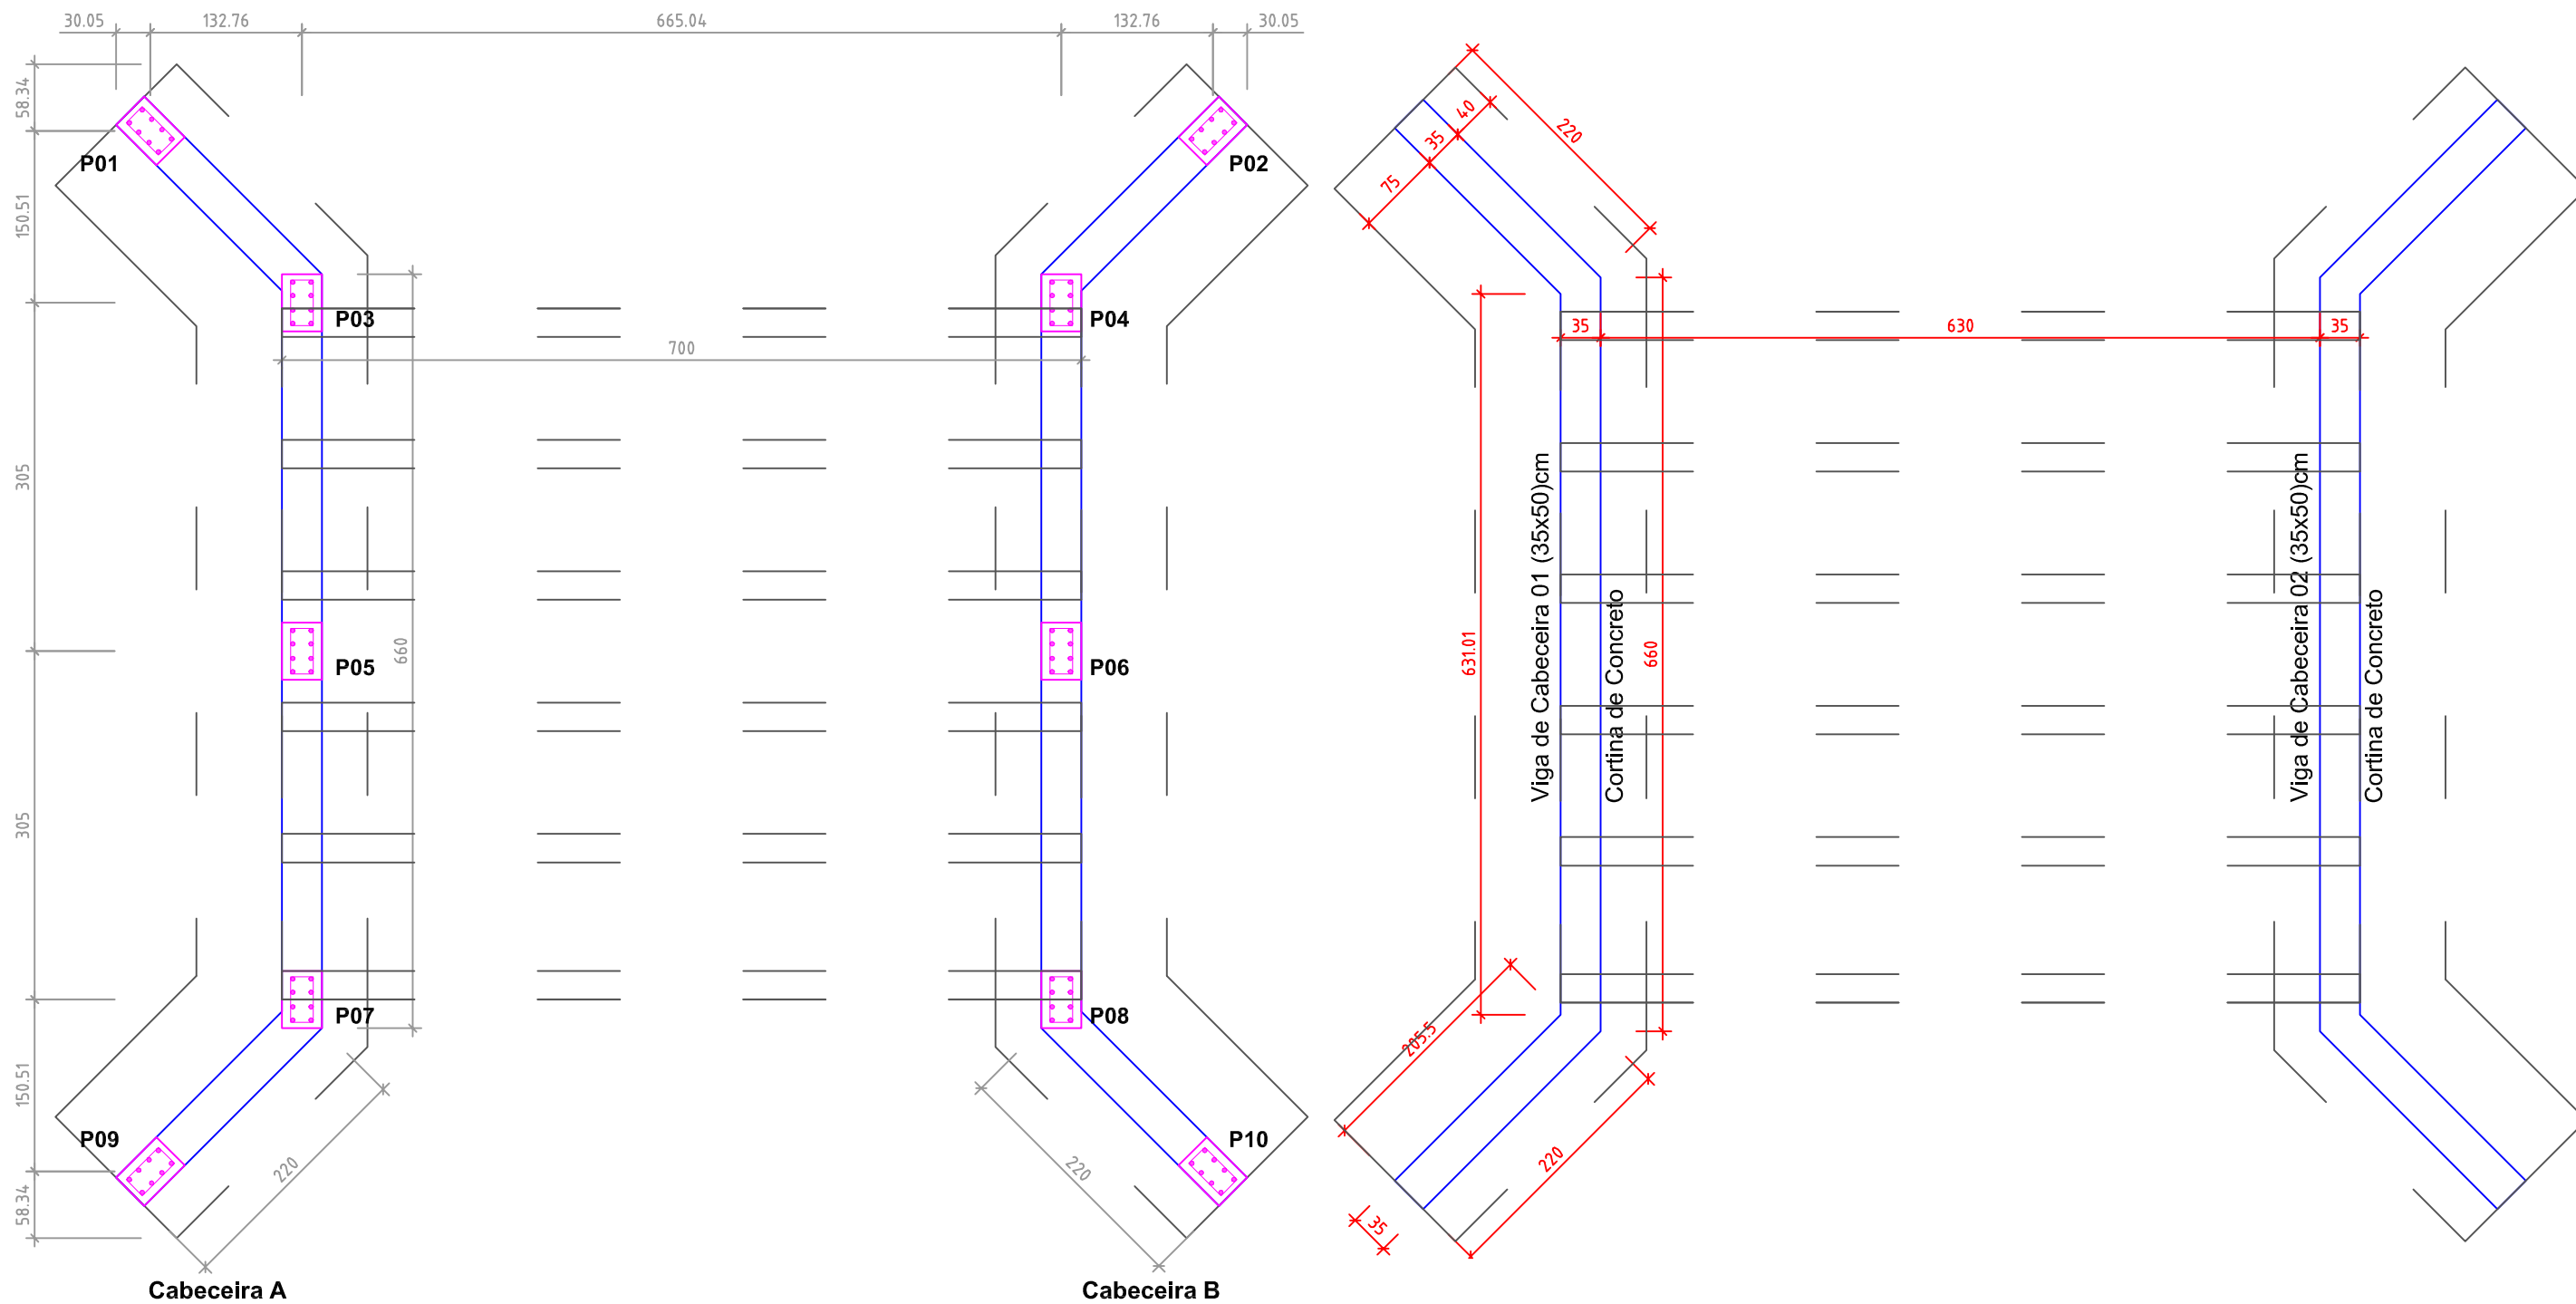 30.05
132.76
665.04
132.76
30.05
58.34
150.51
305
305
150.51
58.34
P01
P02
P03
P04
700
660
P05
P06
P07
P08
P09
P10
220
220
Cabeceira A
Cabeceira B
220
40
35
75
35
630
35
631.01
660
Viga de Cabeceira 01 (35x50)cm
Cortina de Concreto
Viga de Cabeceira 02 (35x50)cm
Cortina de Concreto
205.5
220
35